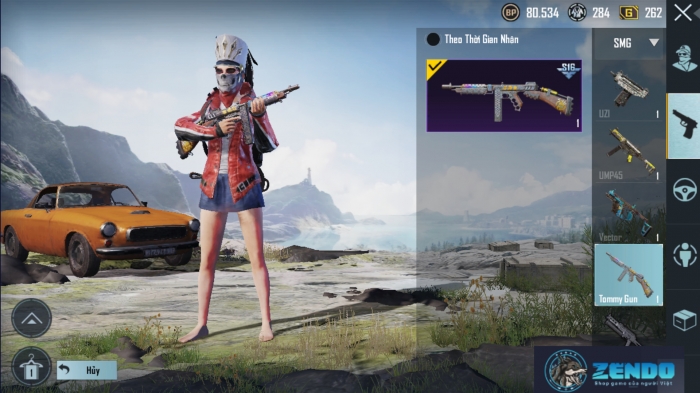 BP 80.534 284 G 262
Theo Thời Gian Nhận
SMG
S16
1
UZI 1
UMP45 1
Vector 1
Tommy Gun 1
1
Hủy
ZENDO
Shop game của người Việt